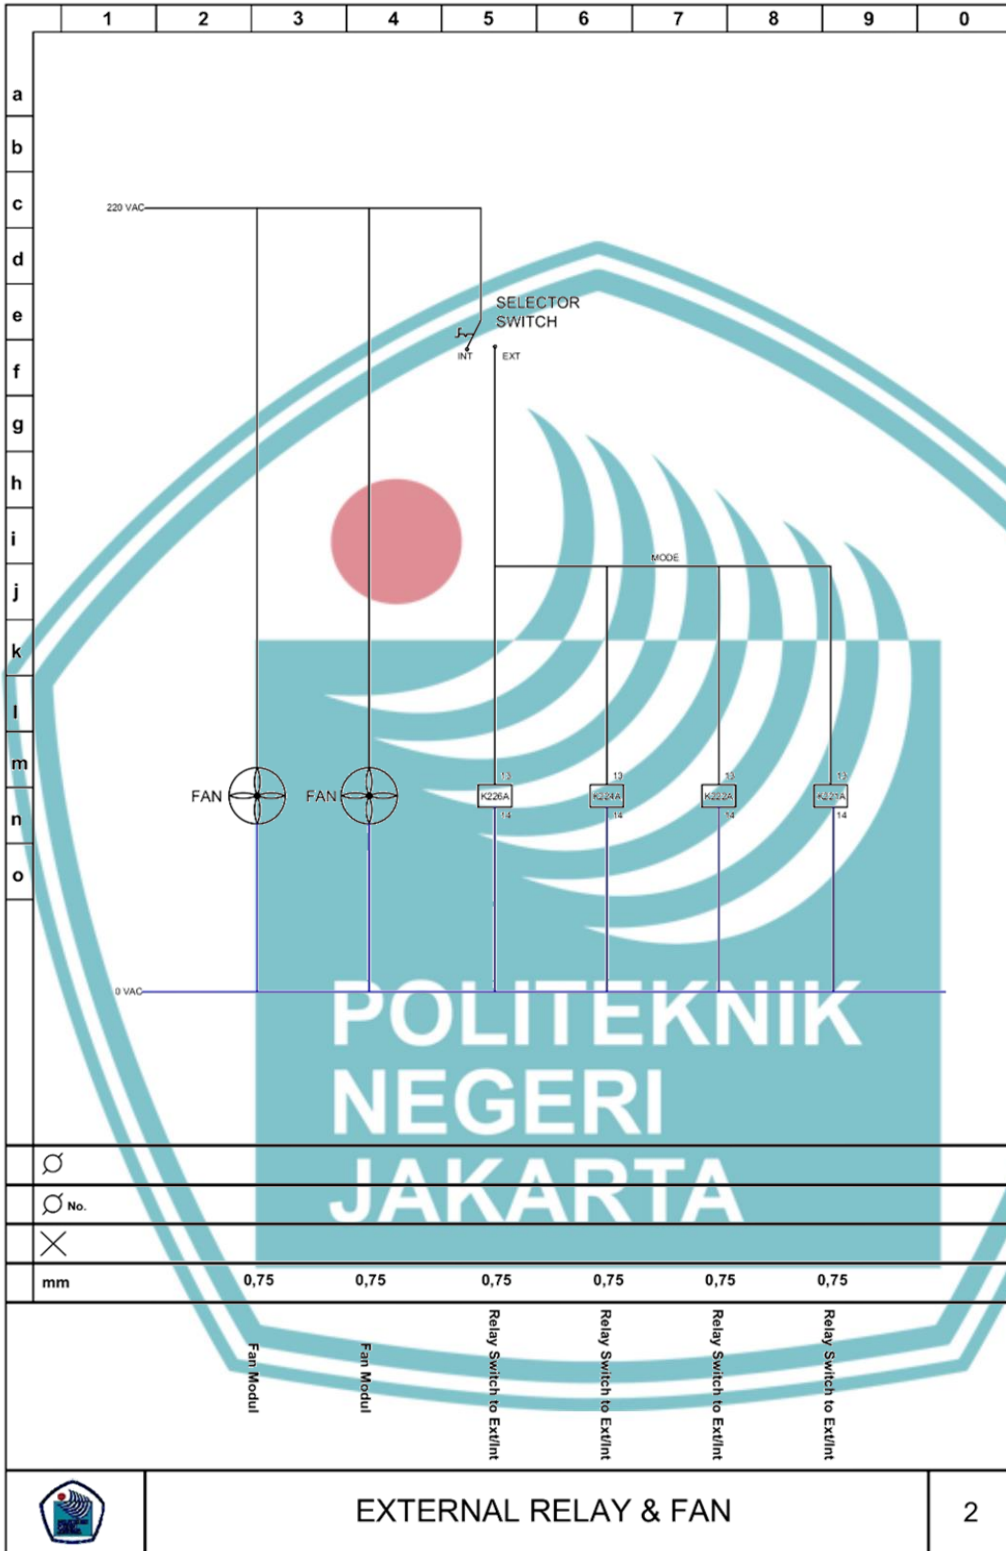 1 2 3 4 5 6 7 8 9 0
a
b
c
220 VAC
d
e
SELECTOR
SWITCH
INT EXT
f
g
h
i
MODE
j
k
l
m
13 13 13 13
FAN FAN K226A K224A K222A K221A
14 14 14 14
n
o
0 VAC
POLITEKNIK
NEGERI
JAKARTA
Ø
Ø No.
mm 0,75 0,75 0,75 0,75 0,75 0,75
Fan Modul
Fan Modul
Relay Switch to Ext/Int
Relay Switch to Ext/Int
Relay Switch to Ext/Int
Relay Switch to Ext/Int
EXTERNAL RELAY & FAN 2